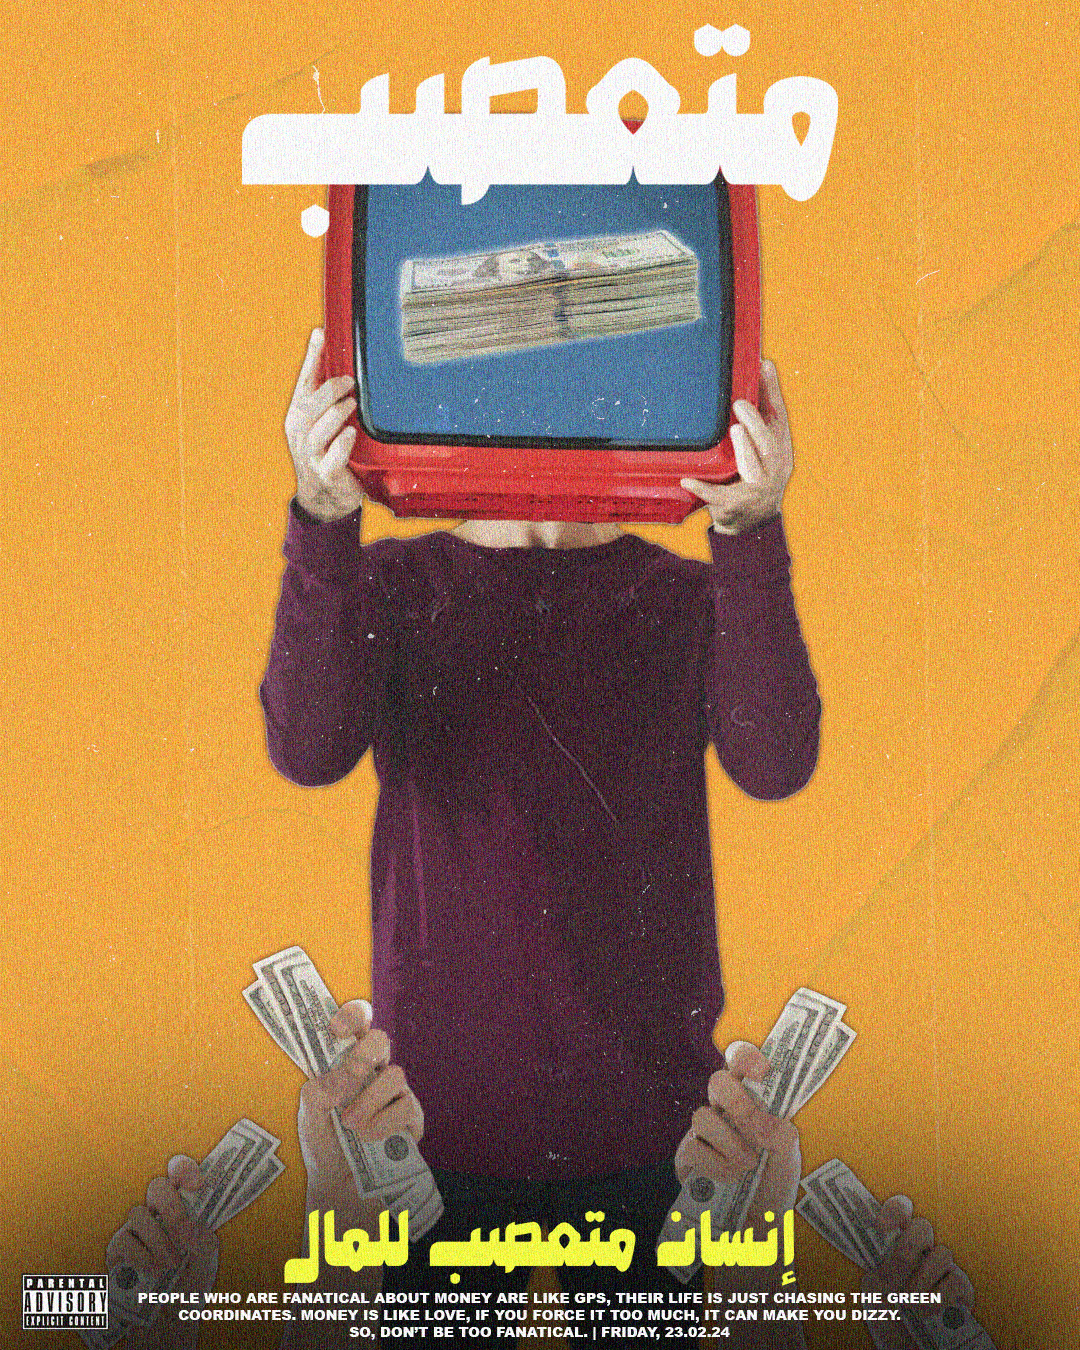 متعصب
إنسان متعصب للمال
PEOPLE WHO ARE FANATICAL ABOUT MONEY ARE LIKE GPS, THEIR LIFE IS JUST CHASING THE GREEN
COORDINATES. MONEY IS LIKE LOVE, IF YOU FORCE IT TOO MUCH, IT CAN MAKE YOU DIZZY.
SO, DON'T BE TOO FANATICAL. | FRIDAY, 23.02.24
PARENTAL
ADVISORY
EXPLICIT CONTENT